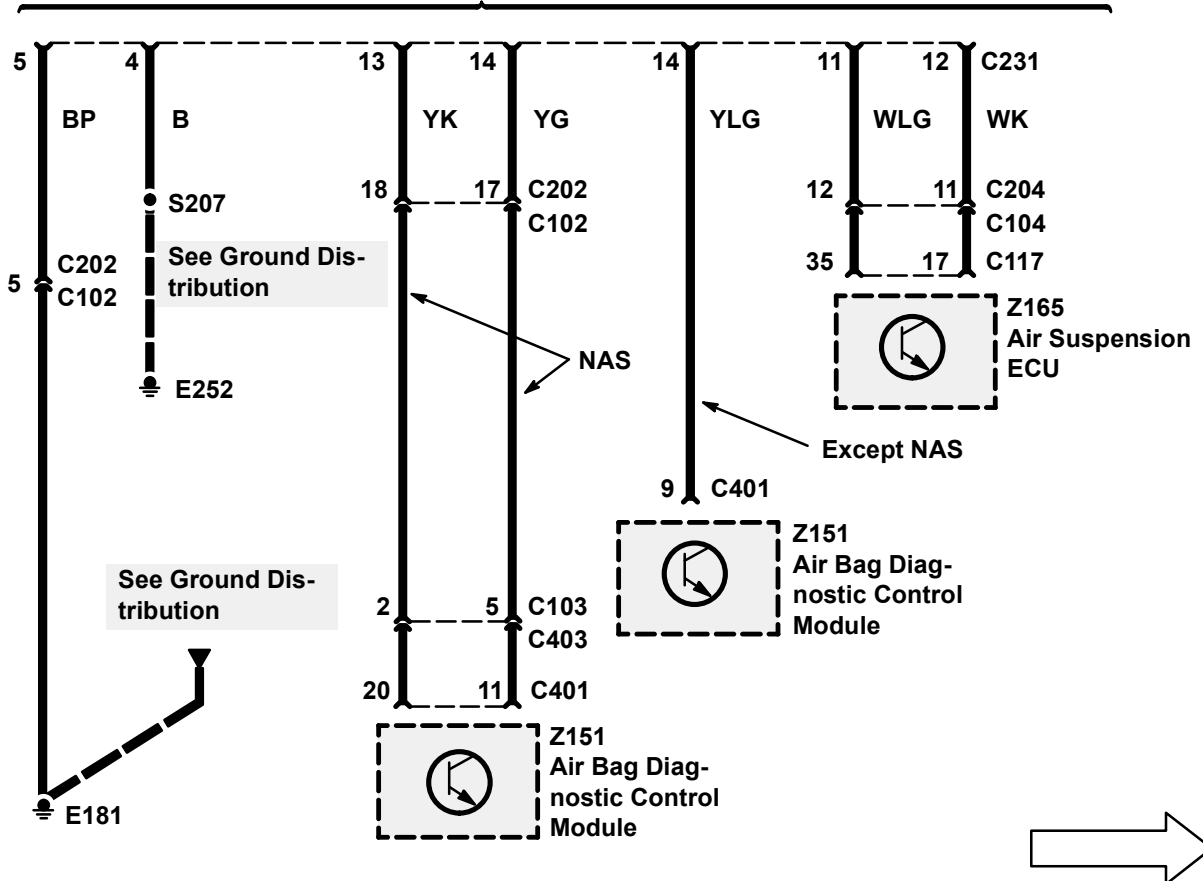 5 4 13 14 14 11 12 C231
BP B YK YG YLG WLG WK
S207
18 17 C202
C102
12 11 C204
C104
See Ground Dis-
tribution
5 C202
C102
35 17 C117
Z165
Air Suspension
ECU
NAS
E252
Except NAS
9 C401
Z151
Air Bag Diag-
nostic Control
Module
See Ground Dis-
tribution
2 5 C103
C403
20 11 C401
Z151
Air Bag Diag-
nostic Control
Module
E181